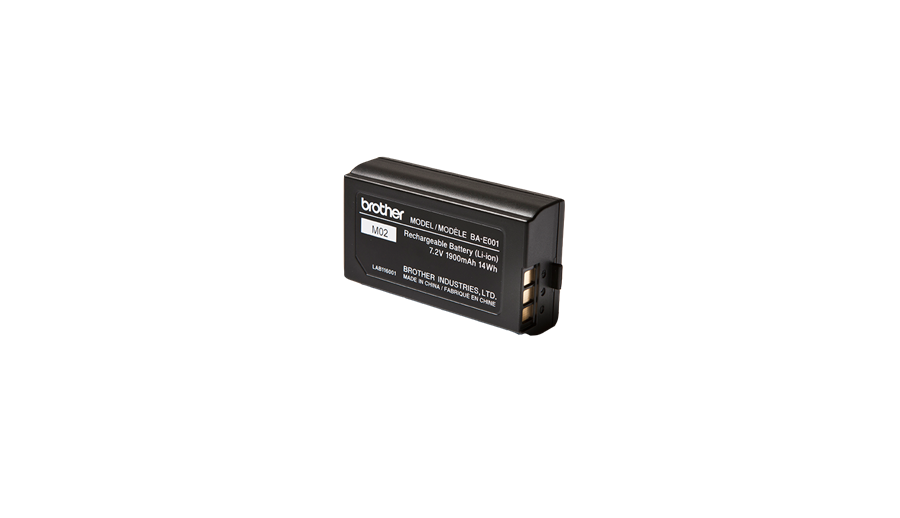 brother
MODEL / MODÈLE BA-E001
M02
Rechargeable Battery (Li-ion)
7.2V 1900mAh 14Wh
LAB116001
BROTHER INDUSTRIES, LTD.
MADE IN CHINA / FABRIQUÉ EN CHINE